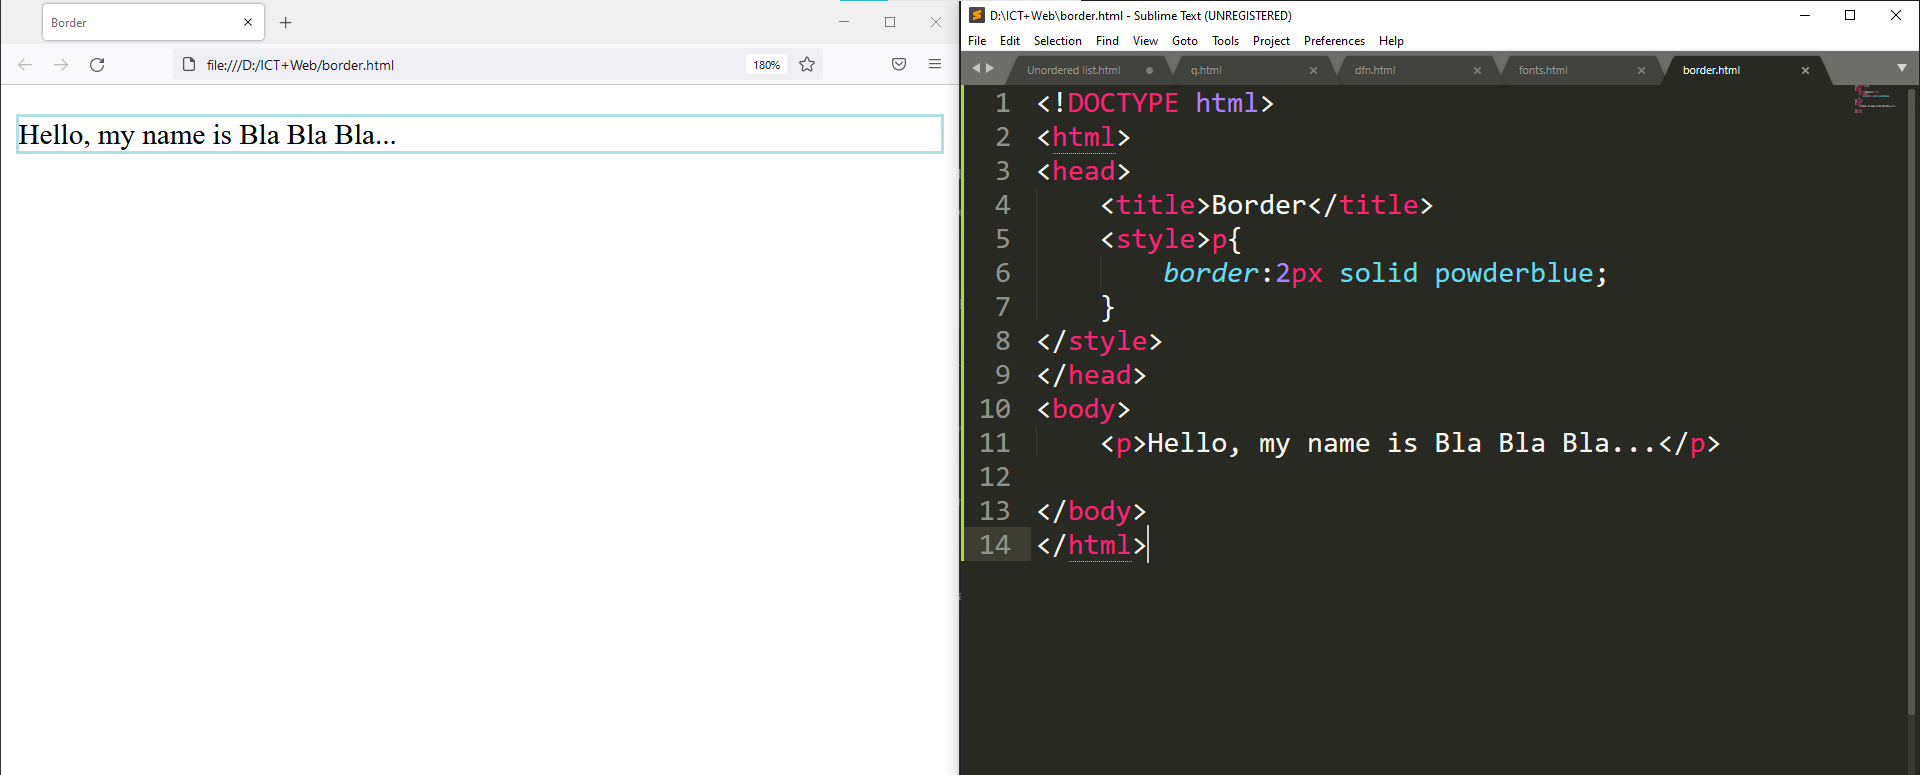 Border
file:///D:/ICT+Web/border.html
180%
Hello, my name is Bla Bla Bla...
D:\ICT+Web\border.html - Sublime Text (UNREGISTERED)
File Edit Selection Find View Goto Tools Project Preferences Help
Unordered list.html q.html dfn.html fonts.html border.html
1 <!DOCTYPE html>
2 <html>
3 <head>
4 <title>Border</title>
5 <style>p{
6 border:2px solid powderblue;
7 }
8 </style>
9 </head>
10 <body>
11 <p>Hello, my name is Bla Bla Bla...</p>
12
13 </body>
14 </html>